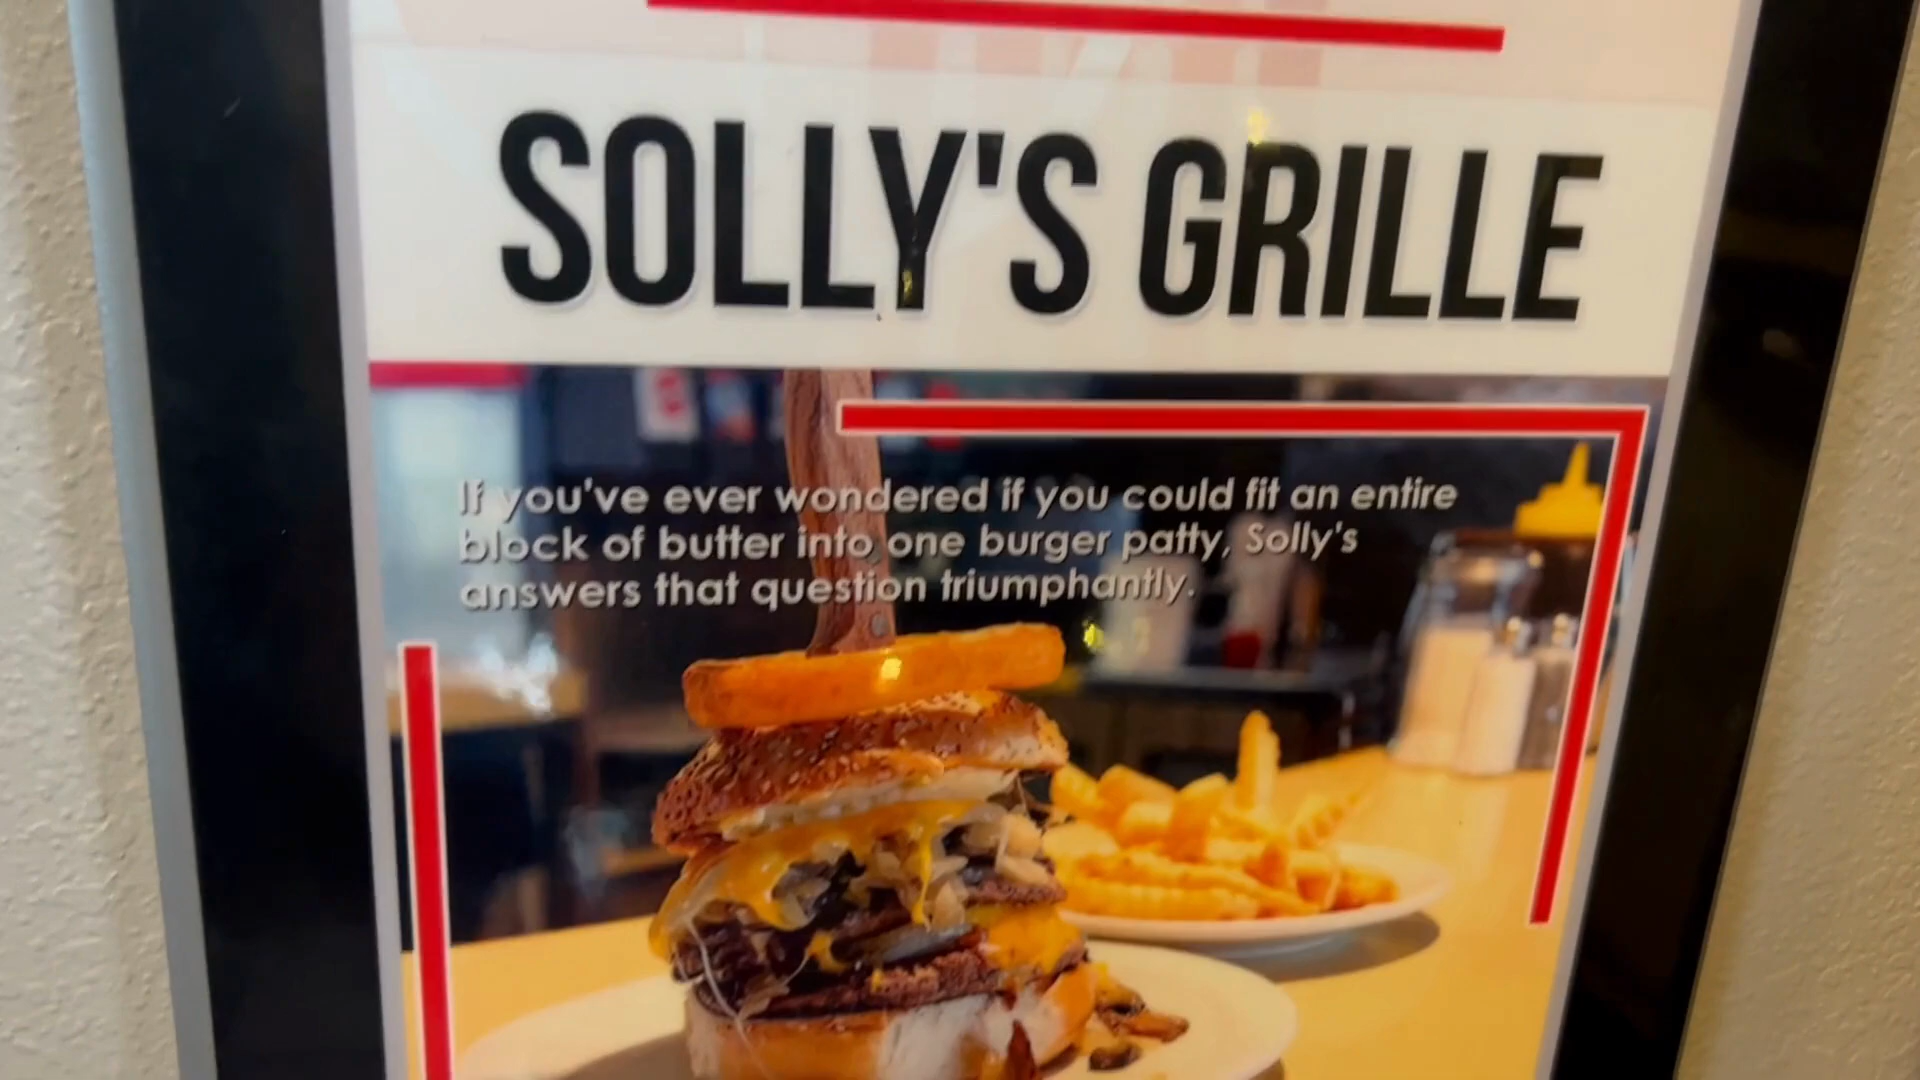 SOLLY'S GRILLE
If you've ever wondered if you could fit an entire
block of butter into one burger patty, Solly's
answers that question triumphantly.